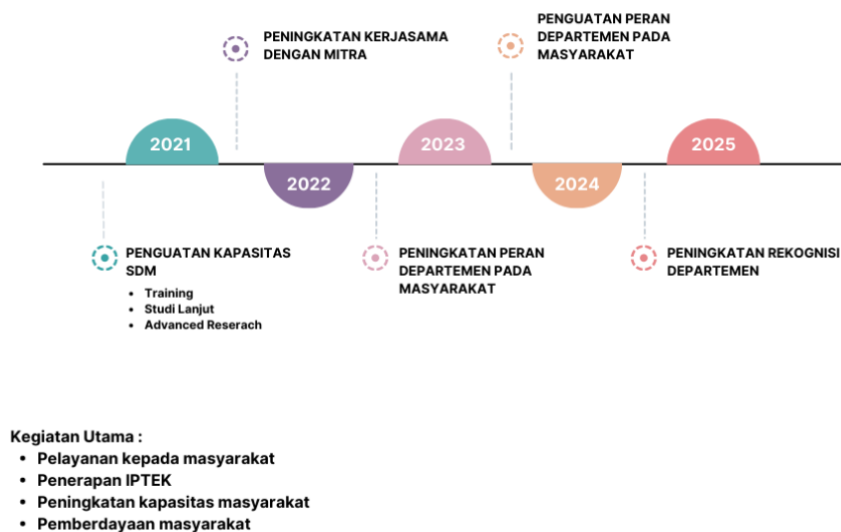 PENINGKATAN KERJASAMA
DENGAN MITRA
PENGUATAN PERAN
DEPARTEMEN PADA
MASYARAKAT
2021
2022
2023
2024
2025
PENGUATAN KAPASITAS
SDM
• Training
• Studi Lanjut
• Advanced Reserach
PENINGKATAN PERAN
DEPARTEMEN PADA
MASYARAKAT
PENINGKATAN REKOGNISI
DEPARTEMEN
Kegiatan Utama :
• Pelayanan kepada masyarakat
• Penerapan IPTEK
• Peningkatan kapasitas masyarakat
• Pemberdayaan masyarakat